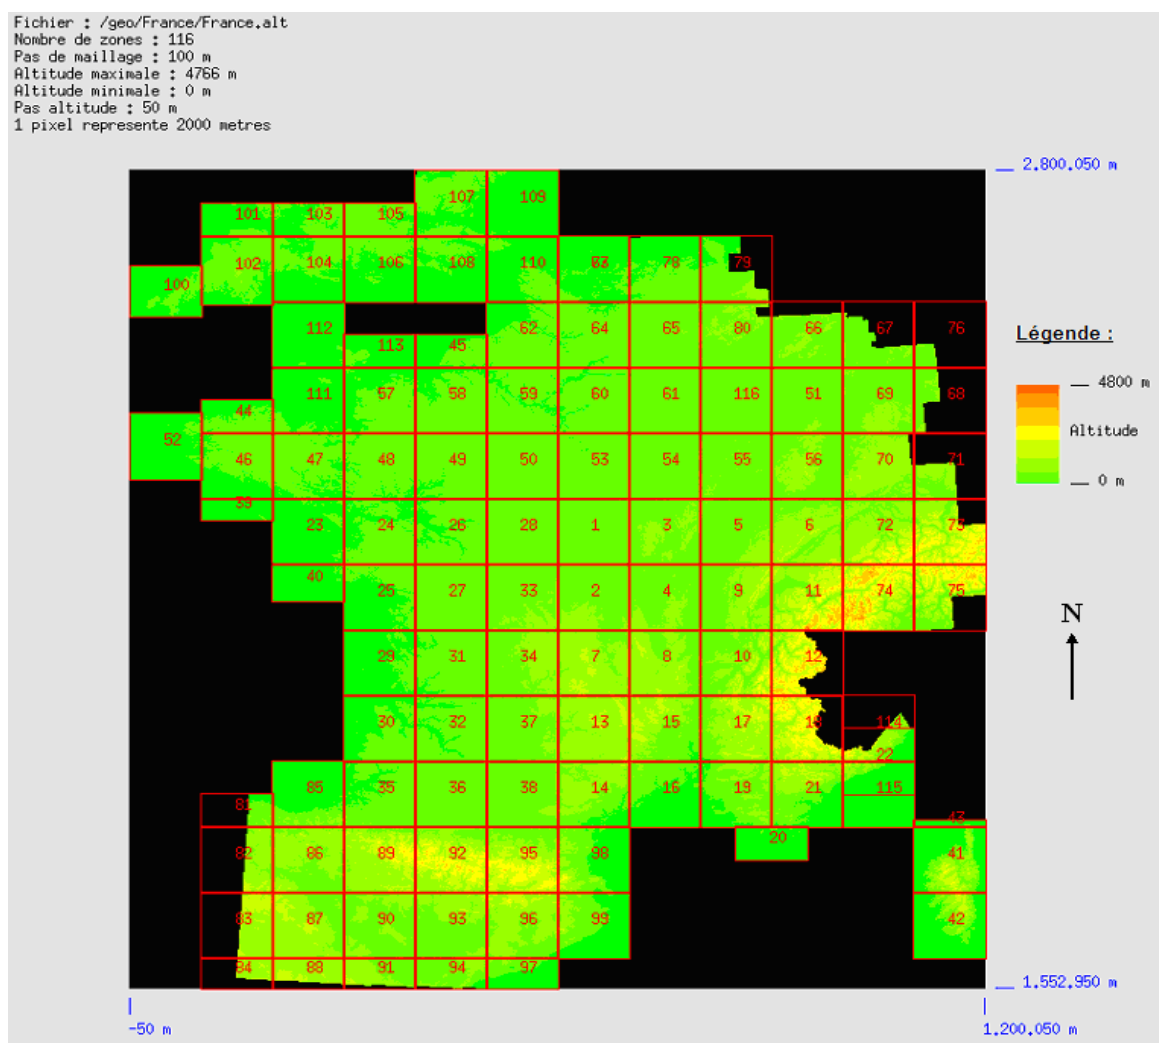 Fichier : /geo/France/France.alt
Nombre de zones : 116
Pas de maillage : 100 m
Altitude maximale : 4766 m
Altitude minimale : 0 m
Pas altitude : 50 m
1 pixel represente 2000 metres
2.800.050 m
107 109
101 103 105
102 104 106 108 110 63 78 79
100
112 62 64 65 80 66 67 76
113 45
Légende :
4800 m
Altitude
0 m
111 57 58 59 60 61 116 51 69 68
44
52
46 47 48 49 50 53 54 55 56 70 71
39
23 24 26 28 1 3 5 6 72 73
40 25 27 33 2 4 9 11 74 75
N
29 31 34 7 8 10 12
30 32 37 13 15 17 18 114
22
85 35 36 38 14 16 19 21 115
81
43
20
82 86 89 92 95 98 41
83 87 90 93 96 99 42
84 88 91 94 97
1.552.950 m
-50 m
1.200.050 m